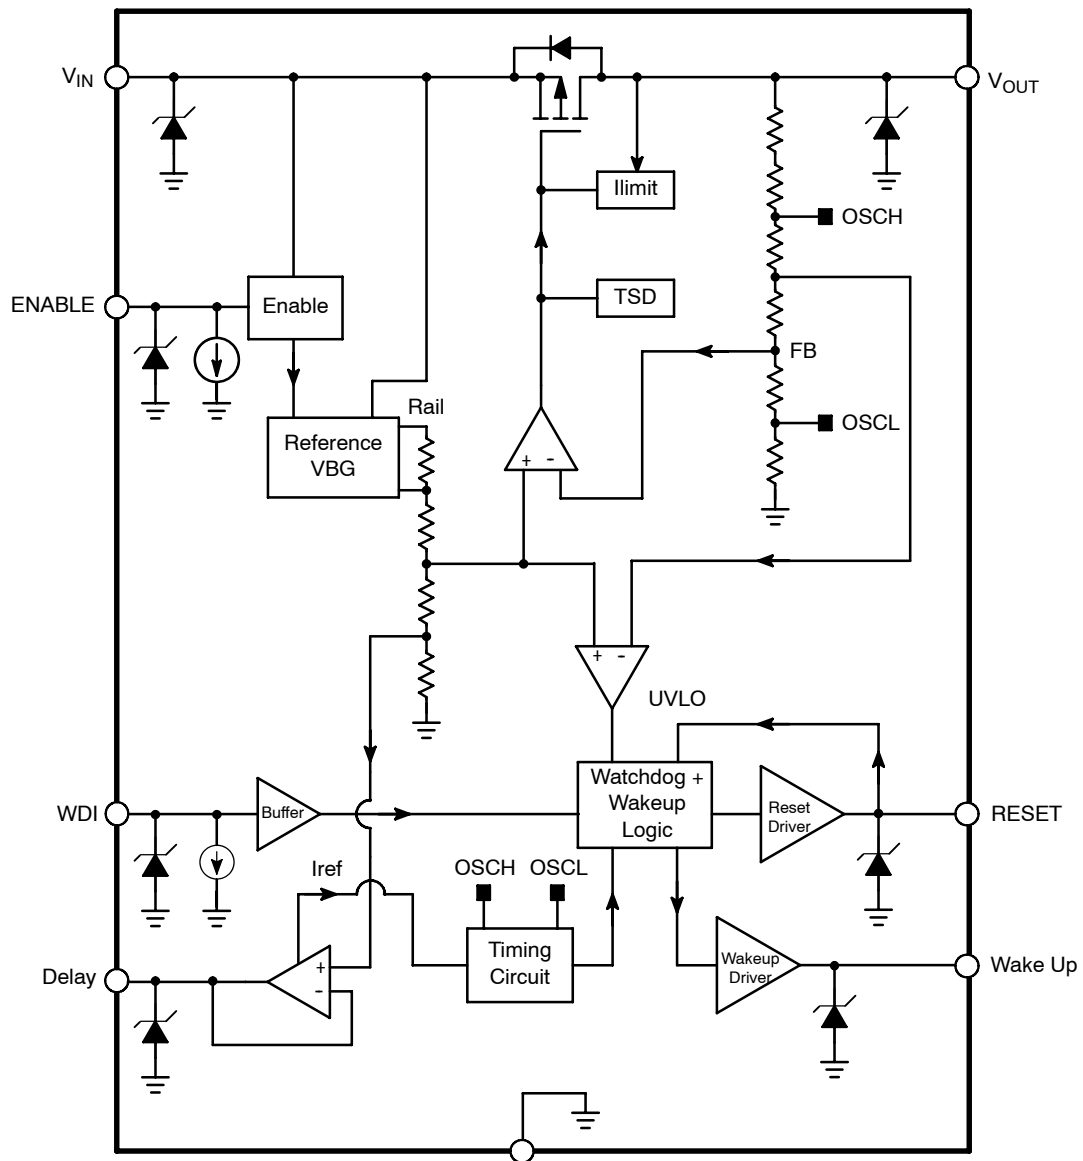 VIN
VOUT
Ilimit
OSCH
ENABLE
Enable
TSD
FB
Rail
Reference
VBG
OSCL
+ -
+ -
UVLO
WDI
Buffer
Watchdog +
Wakeup
Logic
Reset
Driver
RESET
Iref
OSCH
OSCL
Delay
+
-
Timing
Circuit
Wakeup
Driver
Wake Up